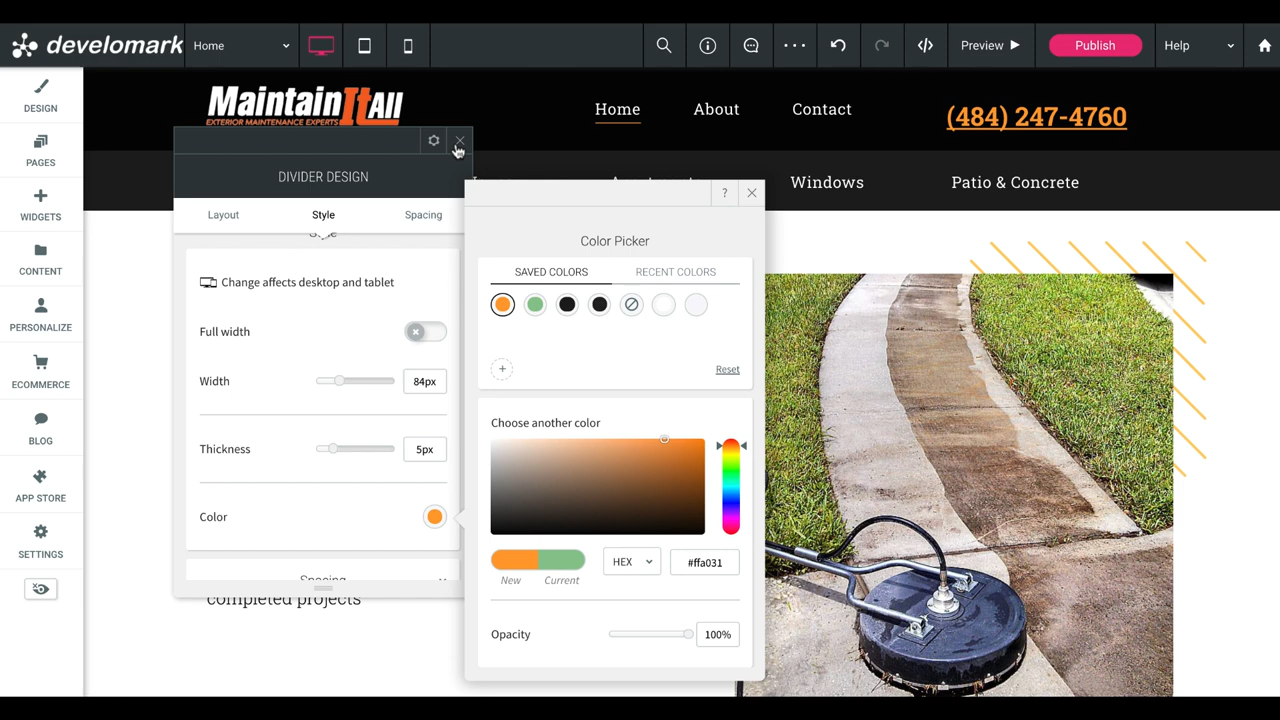 develomark
Home
Preview
Publish
Help
DESIGN
PAGES
WIDGETS
CONTENT
PERSONALIZE
ECOMMERCE
BLOG
APP STORE
SETTINGS
MaintainItAll
EXTERIOR MAINTENANCE EXPERTS
Home About Contact
(484) 247-4760
Windows Patio & Concrete
DIVIDER DESIGN
Layout Style Spacing
Style
Change affects desktop and tablet
Full width
Width 84px
Thickness 5px
Color
Spacing
completed projects
?
Color Picker
SAVED COLORS RECENT COLORS
+
Reset
Choose another color
HEX #ffa031
New Current
Opacity 100%